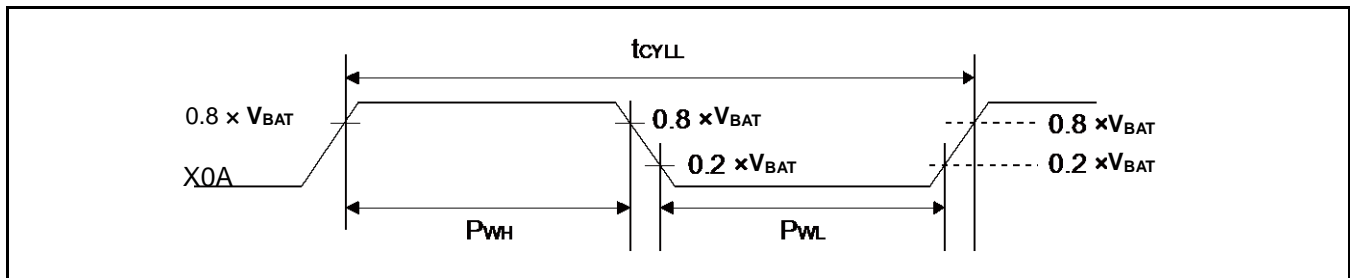 tCYLL
0.8 × VBAT
0.8 ×VBAT
0.8 ×VBAT
X0A
0.2 ×VBAT
0.2 ×VBAT
PWH
PWL